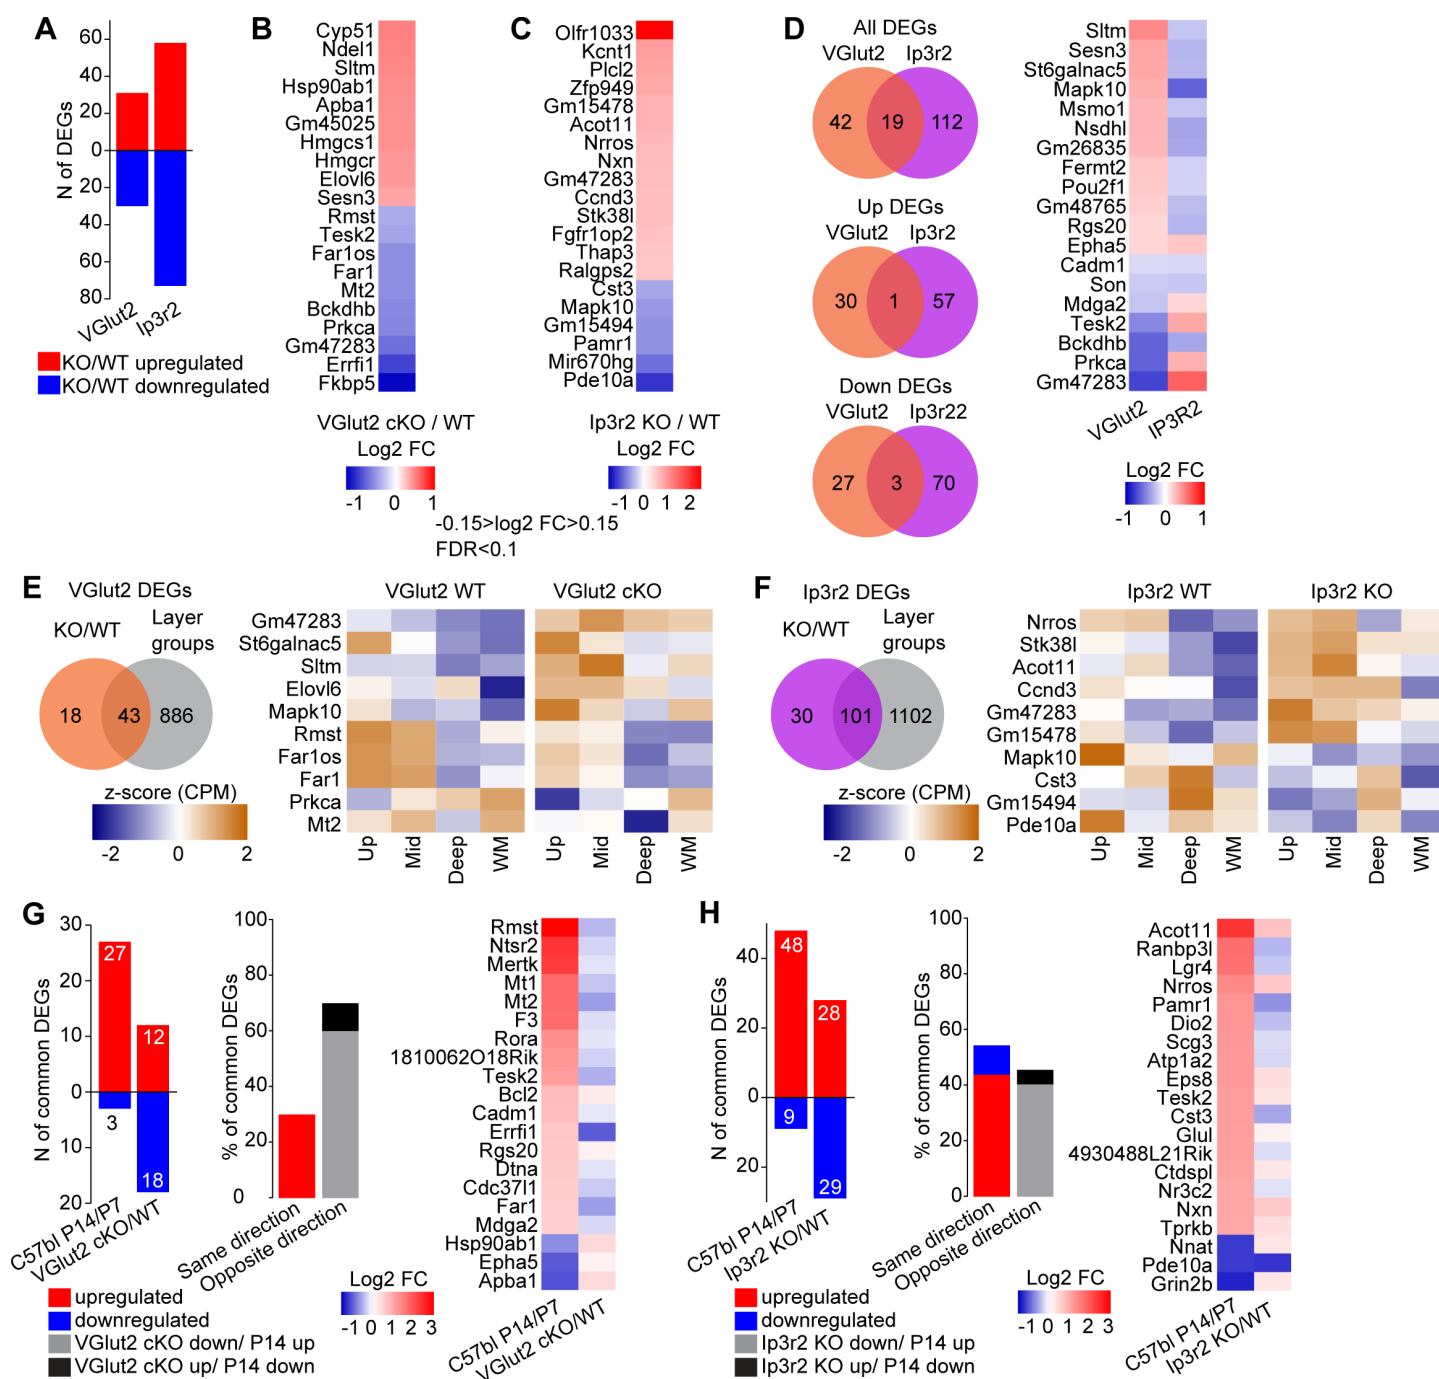 A
60
40
20
0
20
40
60
80
N of DEGs
VGlut2
Ip3r2
KO/WT upregulated
KO/WT downregulated
B
Cyp51
Ndel1
Sltm
Hsp90ab1
Apba1
Gm45025
Hmgcs1
Hmgcr
Elovl6
Sesn3
Rmst
Tesk2
Far1os
Far1
Mt2
Bckdhb
Prkca
Gm47283
Errfi1
Fkbp5
VGlut2 cKO / WT
Log2 FC
-1 0 1
C
Olfr1033
Kcnt1
Plcl2
Zfp949
Gm15478
Acot11
Nrros
Nxn
Gm47283
Ccnd3
Stk38l
Fgfr1op2
Thap3
Ralgps2
Cst3
Mapk10
Gm15494
Pamr1
Mir670hg
Pde10a
Ip3r2 KO / WT
Log2 FC
-1 0 1 2
-0.15>log2 FC>0.15
FDR<0.1
D
All DEGs
VGlut2 Ip3r2
42 19 112
Up DEGs
VGlut2 Ip3r2
30 1 57
Down DEGs
VGlut2 Ip3r22
27 3 70
Sltm
Sesn3
St6galnac5
Mapk10
Msmo1
Nsdhl
Gm26835
Fermt2
Pou2f1
Gm48765
Rgs20
Epha5
Cadm1
Son
Mdga2
Tesk2
Bckdhb
Prkca
Gm47283
VGlut2
IP3R2
Log2 FC
-1 0 1
E
VGlut2 DEGs
KO/WT
Layer
groups
18 43 886
z-score (CPM)
-2 0 2
VGlut2 WT
VGlut2 cKO
Gm47283
St6galnac5
Sltm
Elovl6
Mapk10
Rmst
Far1os
Far1
Prkca
Mt2
Up Mid Deep WM
Up Mid Deep WM
F
Ip3r2 DEGs
KO/WT
Layer
groups
30 101 1102
z-score (CPM)
-2 0 2
Ip3r2 WT
Ip3r2 KO
Nrros
Stk38l
Acot11
Ccnd3
Gm47283
Gm15478
Mapk10
Cst3
Gm15494
Pde10a
Up Mid Deep WM
Up Mid Deep WM
G
30
20
10
0
10
20
N of common DEGs
27
12
3
18
C57bl P14/P7
VGlut2 cKO/WT
100
80
60
40
20
0
% of common DEGs
Same direction
Opposite direction
upregulated
downregulated
VGlut2 cKO down/ P14 up
VGlut2 cKO up/ P14 down
Rmst
Ntsr2
Mertk
Mt1
Mt2
F3
Rora
1810062O18Rik
Tesk2
Bcl2
Cadm1
Errfi1
Rgs20
Dtna
Cdc37l1
Far1
Mdga2
Hsp90ab1
Epha5
Apba1
C57bl P14/P7
VGlut2 cKO/WT
Log2 FC
-1 0 1 2 3
H
40
20
0
20
N of common DEGs
48
28
9
29
C57bl P14/P7
Ip3r2 KO/WT
100
80
60
40
20
0
% of common DEGs
Same direction
Opposite direction
upregulated
downregulated
Ip3r2 KO down/ P14 up
Ip3r2 KO up/ P14 down
Acot11
Ranbp3l
Lgr4
Nrros
Pamr1
Dio2
Scg3
Atp1a2
Eps8
Tesk2
Cst3
Glul
4930488L21Rik
Ctdspl
Nr3c2
Nxn
Tprkb
Nnat
Pde10a
Grin2b
C57bl P14/P7
Ip3r2 KO/WT
Log2 FC
-1 0 1 2 3